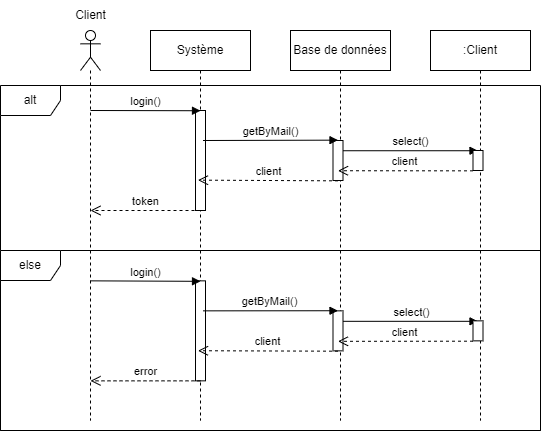 Client
Système
Base de données
:Client
alt
login()
getByMail()
select()
client
client
token
else
login()
getByMail()
select()
client
client
error